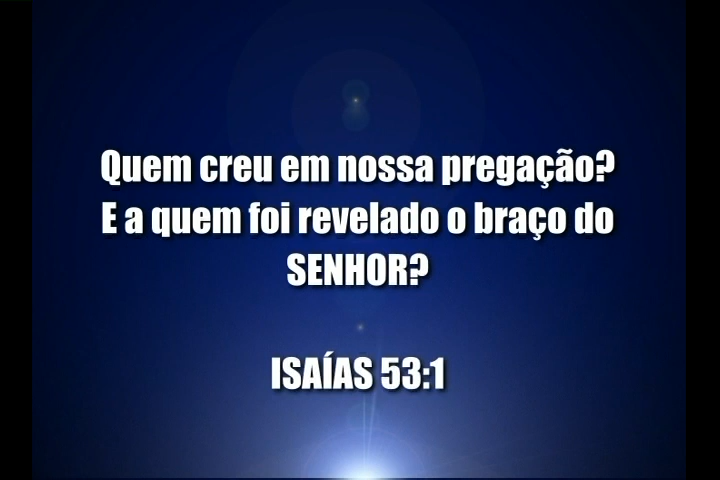 Quem creu em nossa pregação?
E a quem foi revelado o braço do
SENHOR?
ISAÍAS 53:1